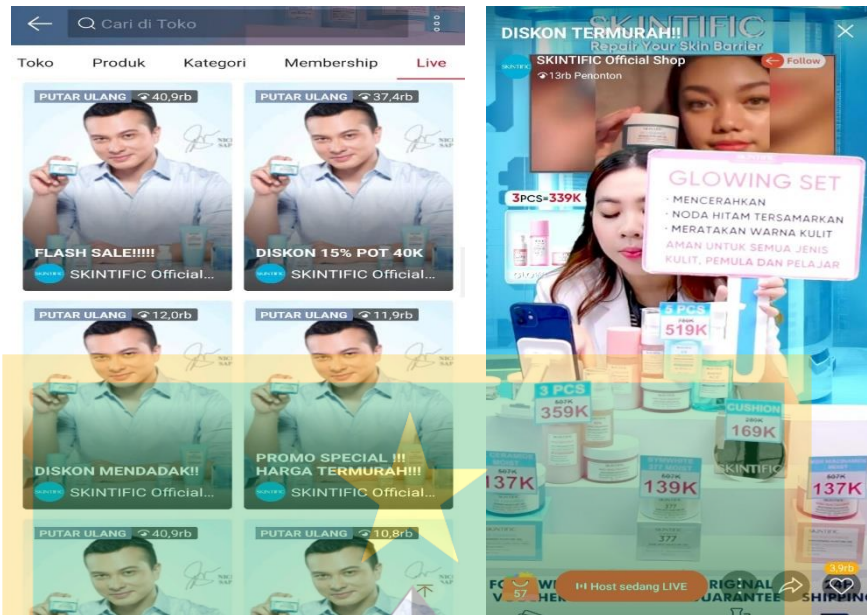 Cari di Toko
Toko Produk Kategori Membership Live
PUTAR ULANG 40,9rb
FLASH SALE!!!!!
SKINTIFIC Official...
PUTAR ULANG 37,4rb
DISKON 15% POT 40K
SKINTIFIC Official...
PUTAR ULANG 12,0rb
DISKON MENDADAK!!
SKINTIFIC Official...
PUTAR ULANG 11,9rb
PROMO SPECIAL !!!
HARGA TERMURAH!!!
SKINTIFIC Official...
PUTAR ULANG 40,9rb
PUTAR ULANG 10,8rb
SKINTIFIC
Repair Your Skin Barrier
DISKON TERMURAH!!
SKINTIFIC Official Shop
13rb Penonton
Follow
3PCS=339K
GLOWING SET
· MENCERAHKAN
· NODA HITAM TERSAMARKAN
· MERATAKAN WARNA KULIT
AMAN UNTUK SEMUA JENIS
KULIT, PEMULA DAN PELAJAR
5 PCS
519K
3 PCS
359K
CUSHION
169K
SKINTIFIC
137K
139K
137K
377
377
57
Host sedang LIVE
3,9rb
SHIPPING